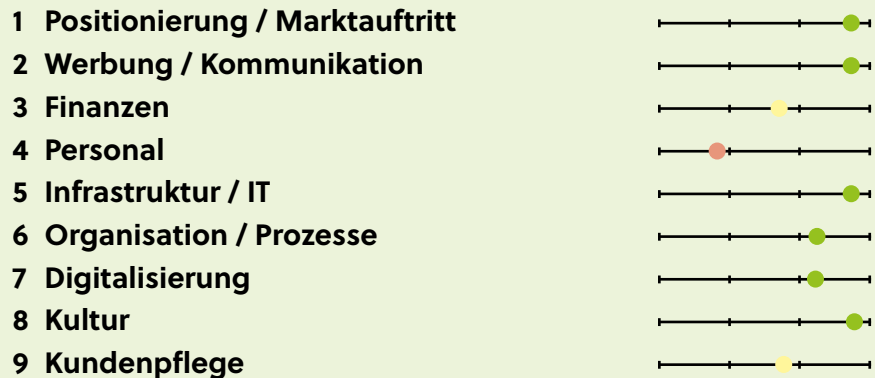 1 Positionierung / Marktauftritt
2 Werbung / Kommunikation
3 Finanzen
4 Personal
5 Infrastruktur / IT
6 Organisation / Prozesse
7 Digitalisierung
8 Kultur
9 Kundenpflege